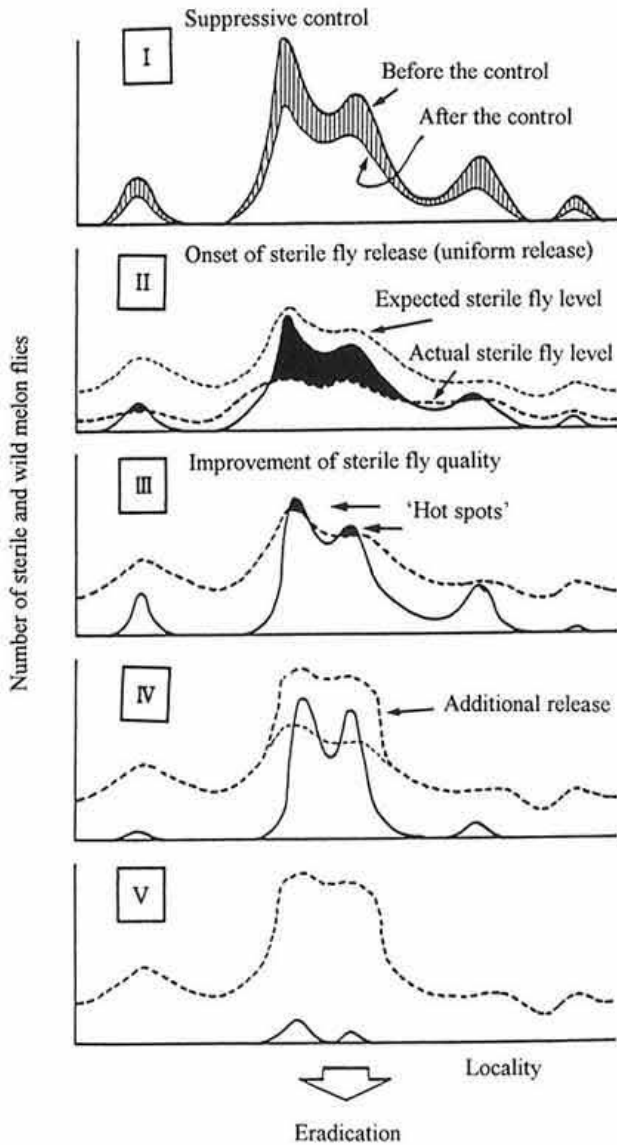 Suppressive control
I
Before the control
After the control
Onset of sterile fly release (uniform release)
II
Expected sterile fly level
Actual sterile fly level
Improvement of sterile fly quality
III
'Hot spots'
IV
Additional release
V
Number of sterile and wild melon flies
Locality
Eradication